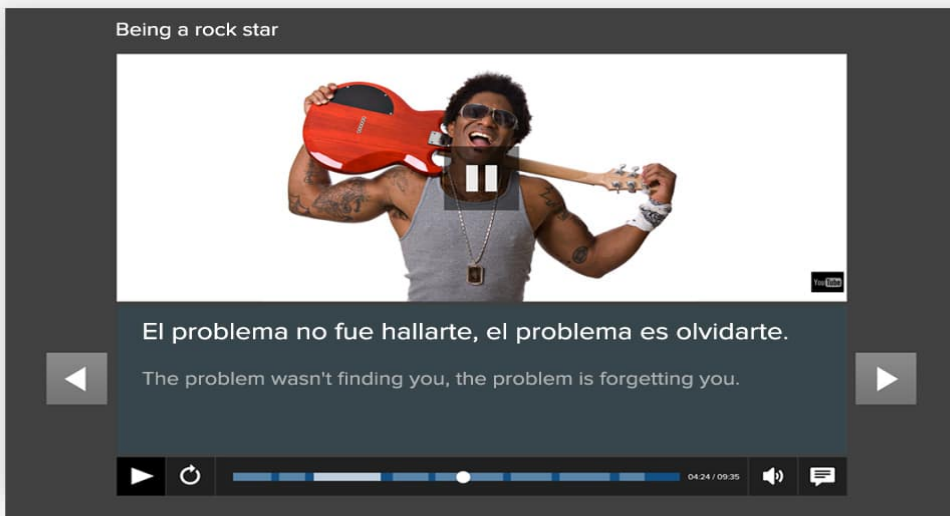 Being a rock star
YouTube
El problema no fue hallarte, el problema es olvidarte.
The problem wasn't finding you, the problem is forgetting you.
04:24 / 09:35